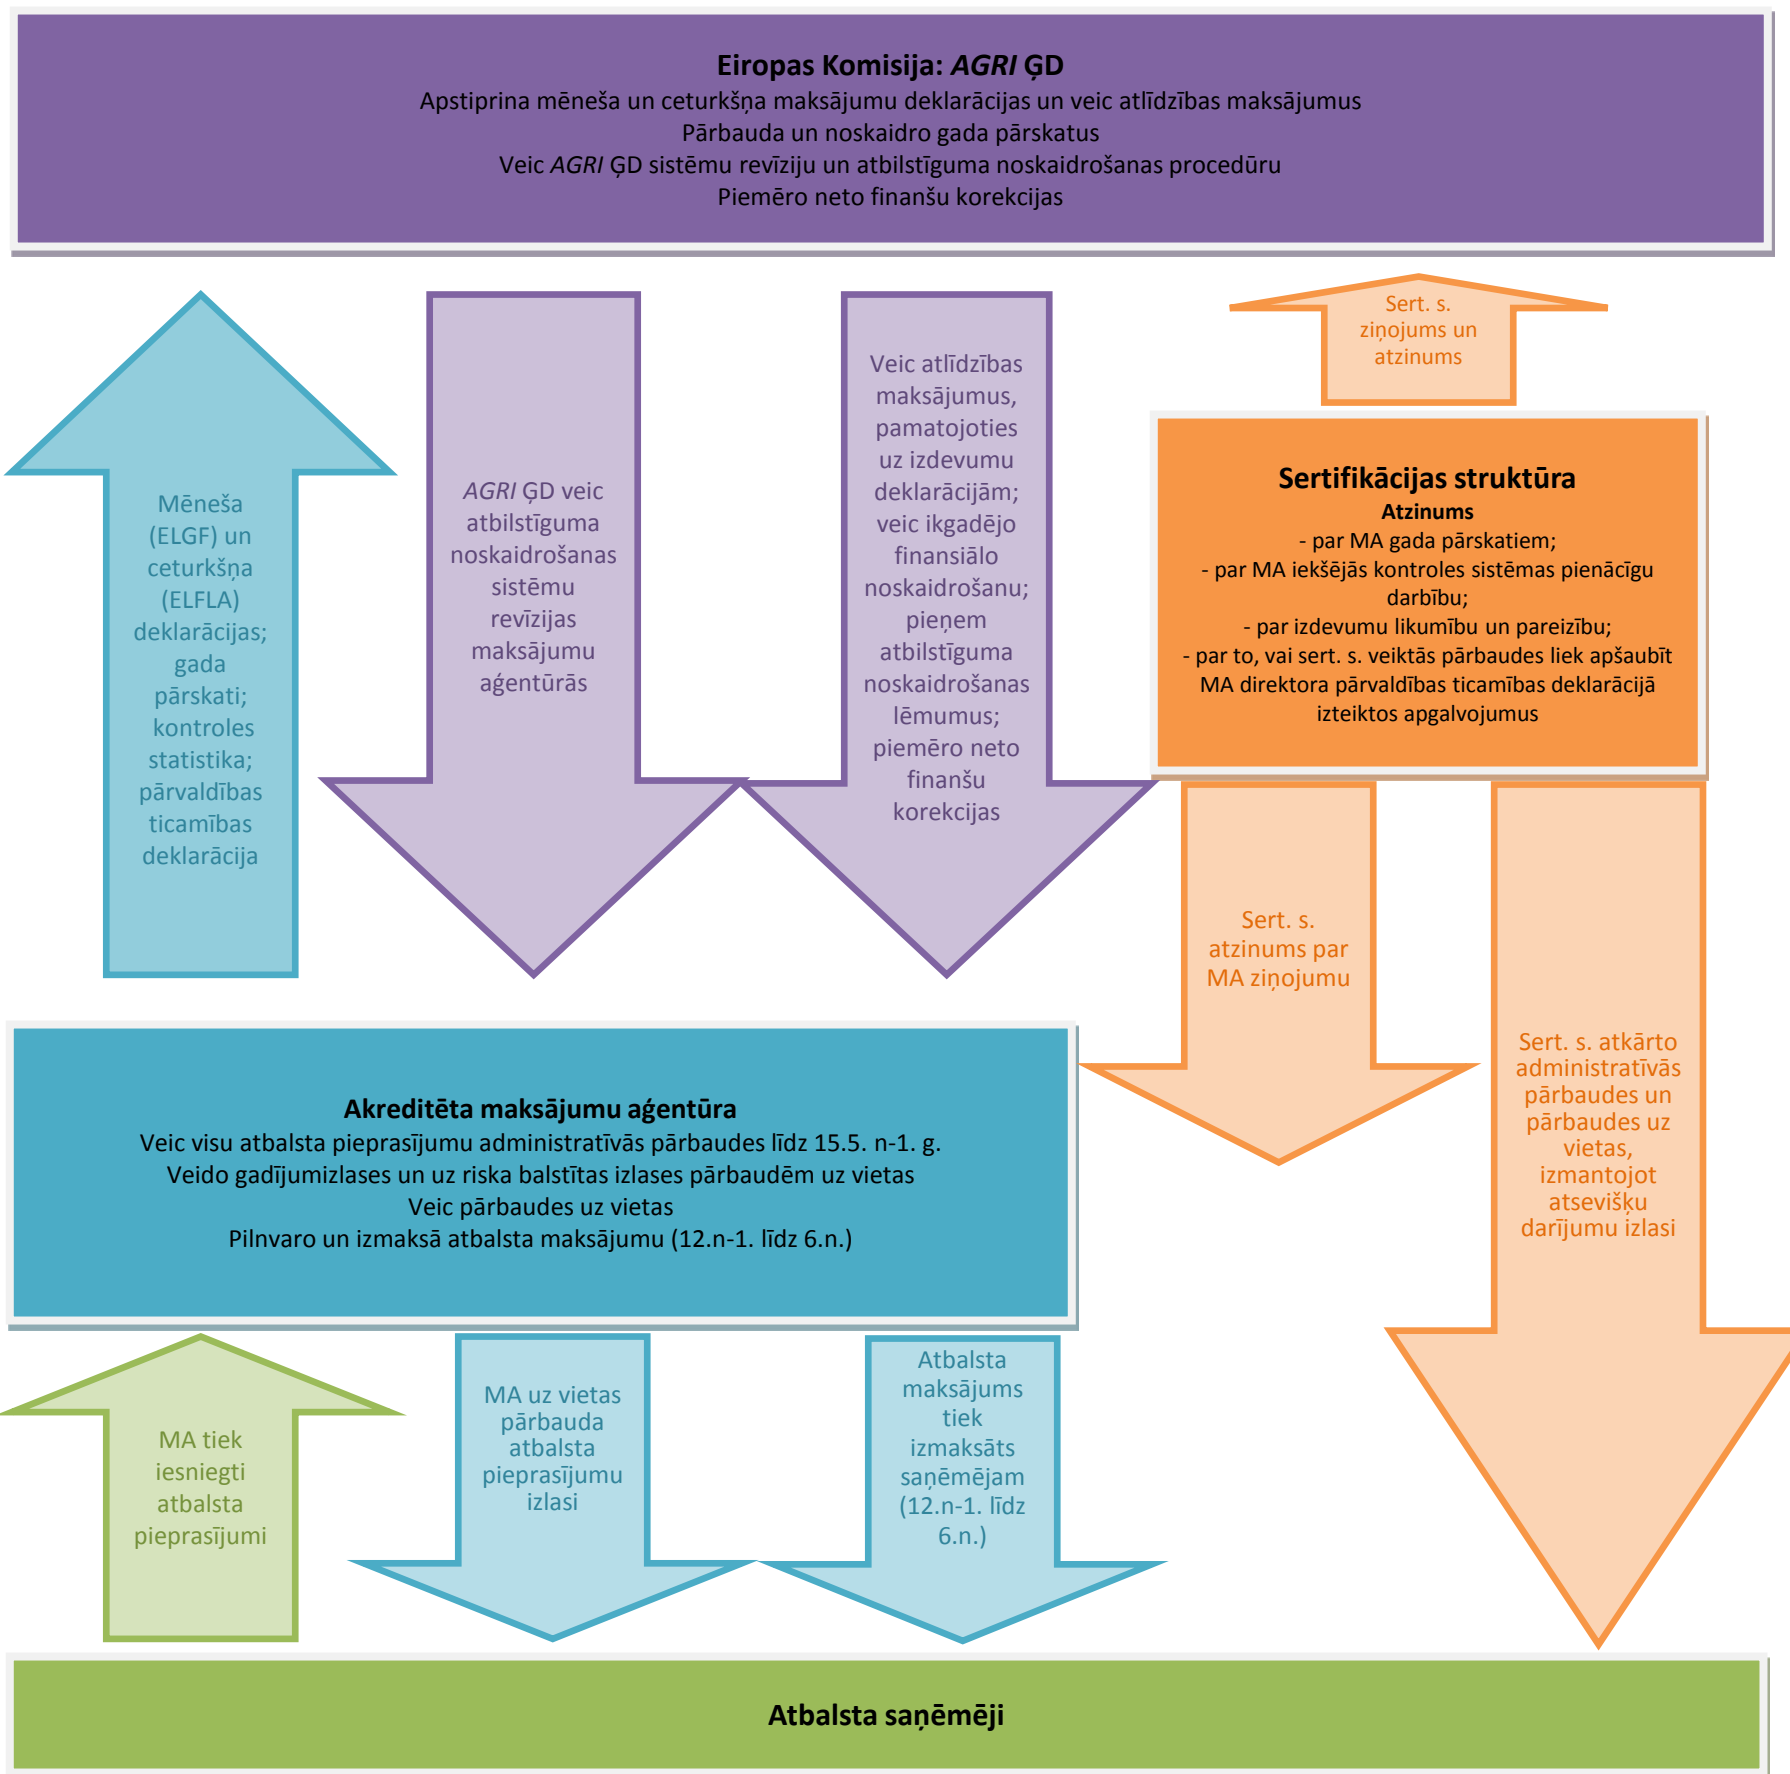 Eiropas Komisija: AGRI ĢD
Apstiprina mēneša un ceturkšņa maksājumu deklarācijas un veic atlīdzības maksājumus
Pārbauda un noskaidro gada pārskatus
Veic AGRI ĢD sistēmu revīziju un atbilstīguma noskaidrošanas procedūru
Piemēro neto finanšu korekcijas
Mēneša
(ELGF) un
ceturkšņa
(ELFLA)
deklarācijas;
gada
pārskati;
kontroles
statistika;
pārvaldības
ticamības
deklarācija
AGRI ĢD veic
atbilstīguma
noskaidrošanas
sistēmu
revīzijas
maksājumu
aģentūrās
Veic atlīdzības
maksājumus,
pamatojoties
uz izdevumu
deklarācijām;
veic ikgadējo
finansiālo
noskaidrošanu;
pieņem
atbilstīguma
noskaidrošanas
lēmumus;
piemēro neto
finanšu
korekcijas
Sert. s.
ziņojums un
atzinums
Sertifikācijas struktūra
Atzinums
- par MA gada pārskatiem;
- par MA iekšējās kontroles sistēmas pienācīgu
darbību;
- par izdevumu likumību un pareizību;
- par to, vai sert. s. veiktās pārbaudes liek apšaubīt
MA direktora pārvaldības ticamības deklarācijā
izteiktos apgalvojumus
Sert. s.
atzinums par
MA ziņojumu
Sert. s. atkārto
administratīvās
pārbaudes un
pārbaudes uz
vietas,
izmantojot
atsevišķu
darījumu izlasi
Akreditēta maksājumu aģentūra
Veic visu atbalsta pieprasījumu administratīvās pārbaudes līdz 15.5. n-1. g.
Veido gadījumizlases un uz riska balstītas izlases pārbaudēm uz vietas
Veic pārbaudes uz vietas
Pilnvaro un izmaksā atbalsta maksājumu (12.n-1. līdz 6.n.)
MA tiek
iesniegti
atbalsta
pieprasījumi
MA uz vietas
pārbauda
atbalsta
pieprasījumu
izlasi
Atbalsta
maksājums
tiek
izmaksāts
saņēmējam
(12.n-1. līdz
6.n.)
Atbalsta saņēmēji